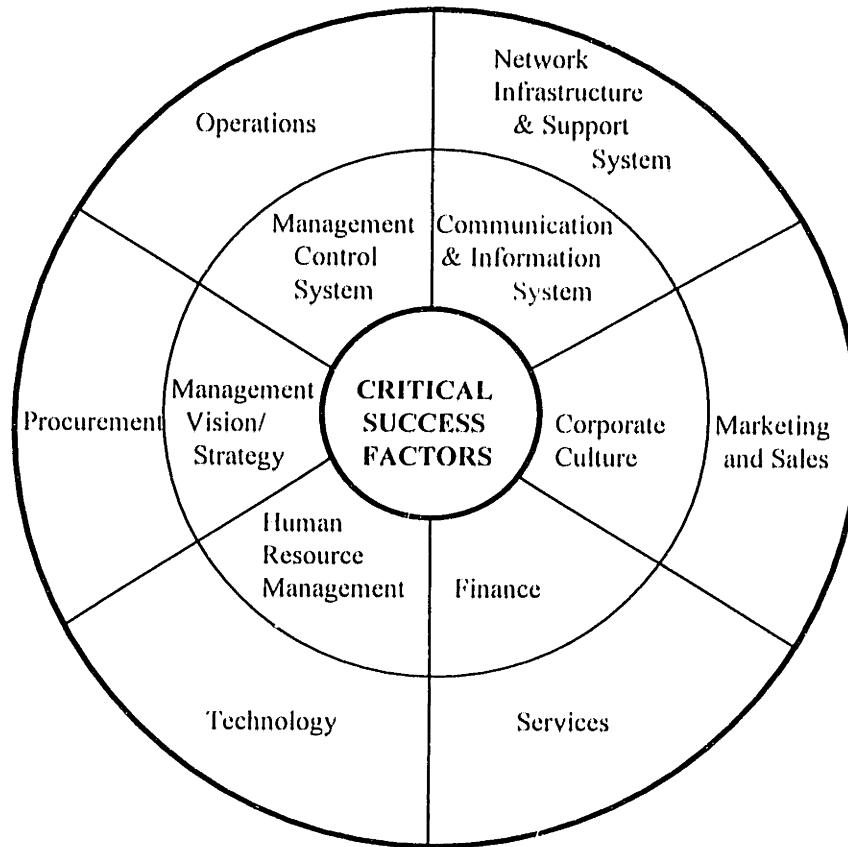 Network
Infrastructure
& Support
System
Operations
Management
Control
System
Communication
& Information
System
Procurement
Management
Vision/
Strategy
CRITICAL
SUCCESS
FACTORS
Corporate
Culture
Marketing
and Sales
Human
Resource
Management
Finance
Technology
Services